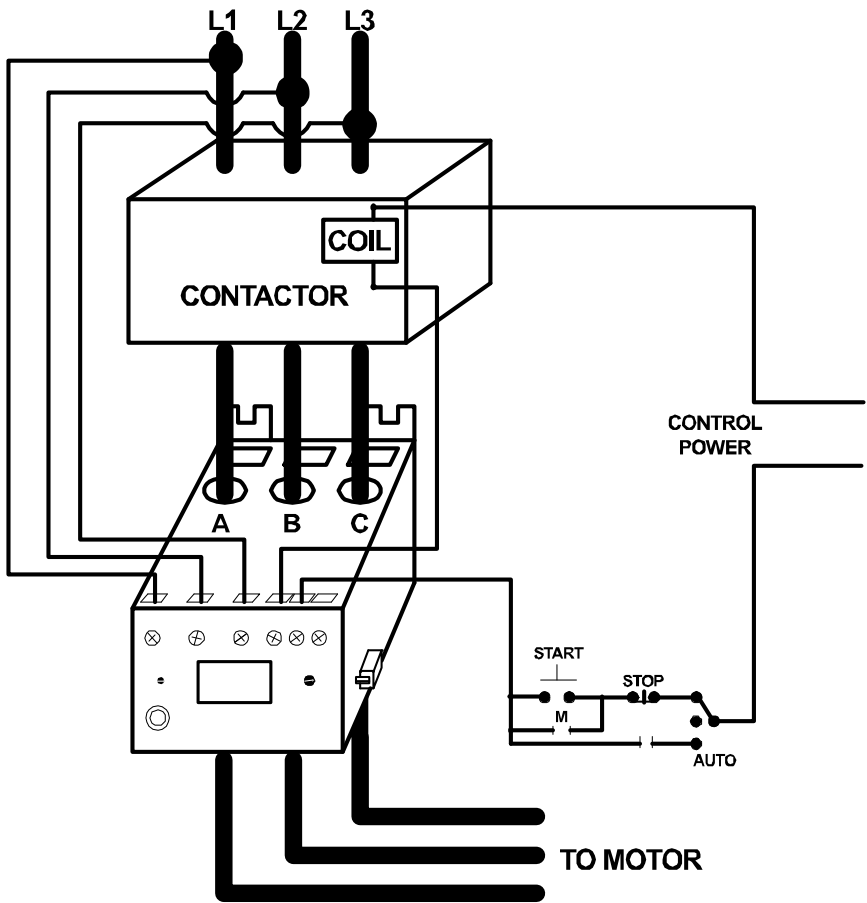 L1 L2 L3
COIL
CONTACTOR
CONTROL
POWER
A B C
START
STOP
M
AUTO
TO MOTOR